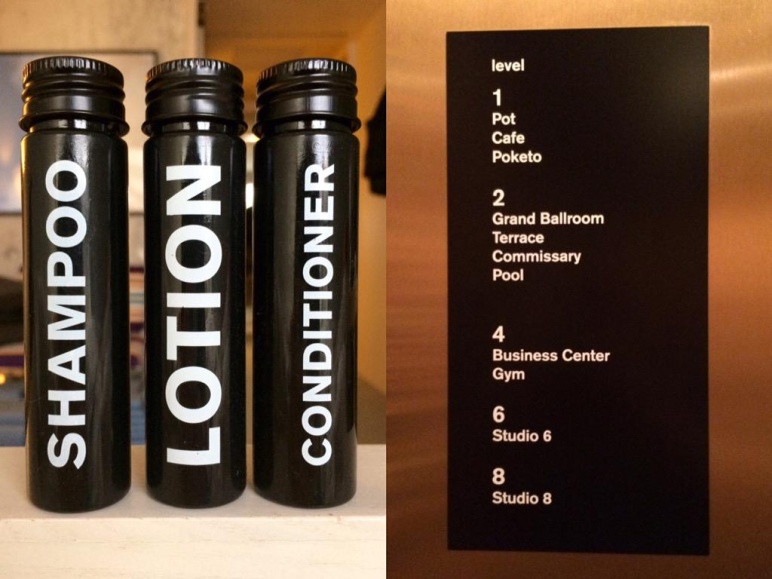 SHAMPOO
LOTION
CONDITIONER
level
1
Pot
Cafe
Poketo
2
Grand Ballroom
Terrace
Commissary
Pool
4
Business Center
Gym
6
Studio 6
8
Studio 8